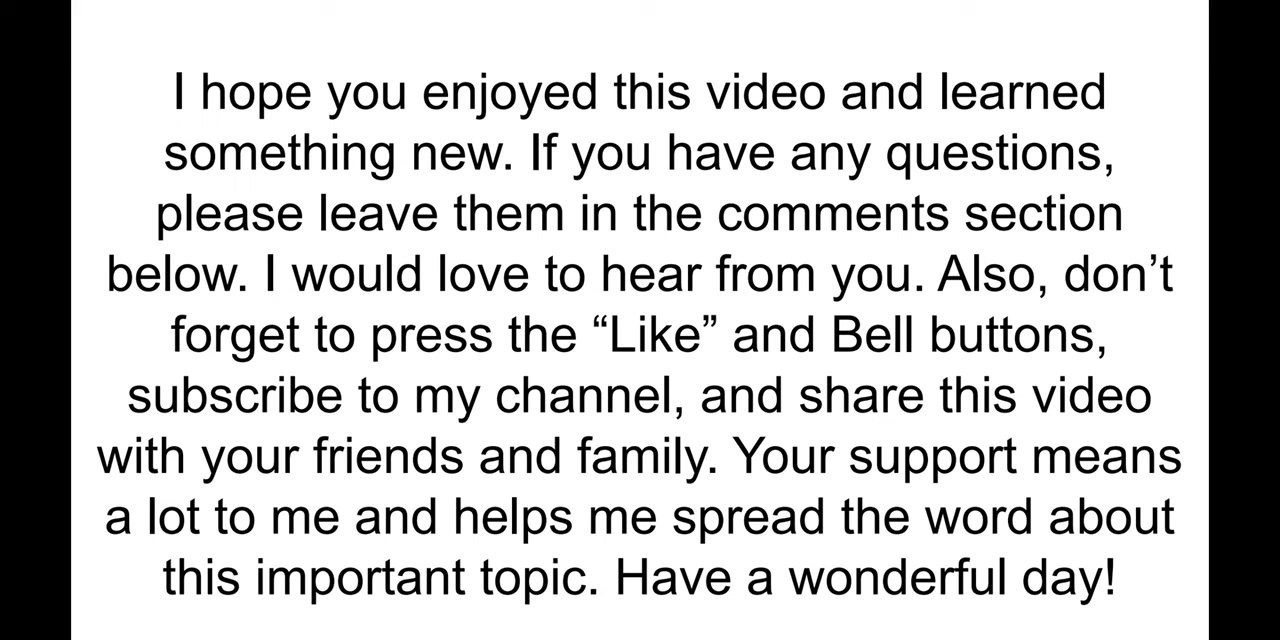 I hope you enjoyed this video and learned
something new. If you have any questions,
please leave them in the comments section
below. I would love to hear from you. Also, don’t
forget to press the “Like” and Bell buttons,
subscribe to my channel, and share this video
with your friends and family. Your support means
a lot to me and helps me spread the word about
this important topic. Have a wonderful day!